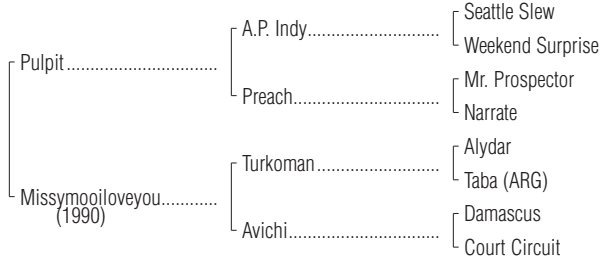 Seattle Slew
A.P. Indy
Weekend Surprise
Pulpit
Mr. Prospector
Preach
Narrate
Alydar
Turkoman
Taba (ARG)
Missymooiloveyou
(1990)
Damascus
Avichi
Court Circuit